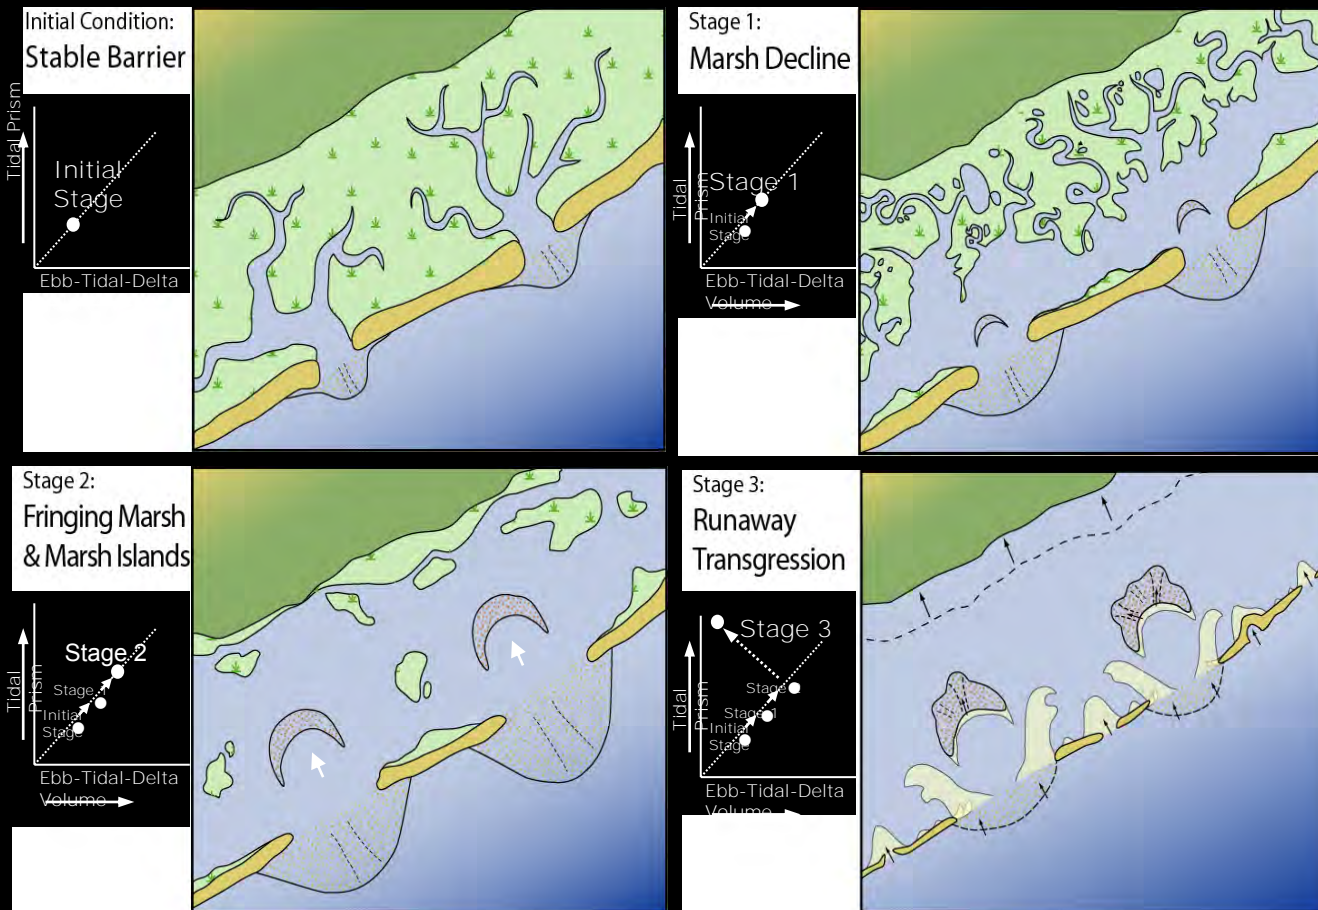 Initial Condition:
Stable Barrier
Tidal Prism
Initial
Stage
Ebb-Tidal-Delta
Stage 1:
Marsh Decline
Tidal
Prism
Stage 1
Initial
Stage
Ebb-Tidal-Delta
Volume
Stage 2:
Fringing Marsh
& Marsh Islands
Tidal
Prism
Stage 2
Stage 1
Initial
Stage
Ebb-Tidal-Delta
Volume
Stage 3:
Runaway
Transgression
Tidal
Prism
Stage 3
Stage
Stage 1
Initial
Stage
Ebb-Tidal-Delta
Volume